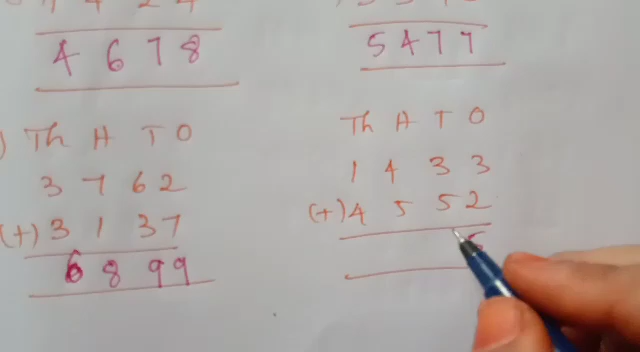 4 6 7 8
5 4 7 7
) Th H T O
3 7 6 2
(+) 3 1 3 7
6 8 9 9
Th H T O
1 4 3 3
(+) 4 5 5 2
5